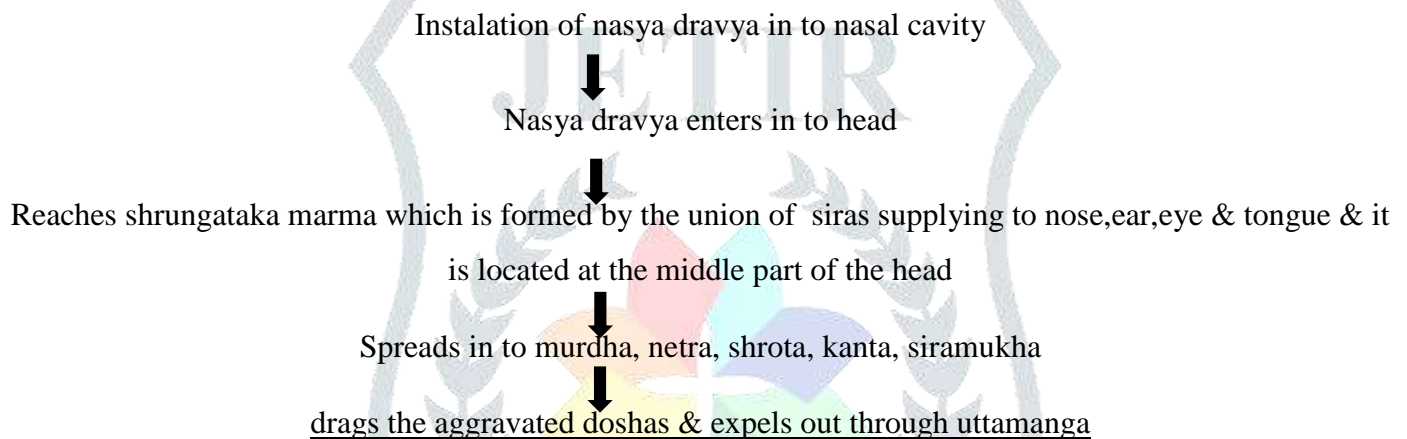 JETIR
Instalation of nasya dravya in to nasal cavity
Nasya dravya enters in to head
Reaches shrungataka marma which is formed by the union of siras supplying to nose,ear,eye & tongue & it
is located at the middle part of the head
Spreads in to murdha, netra, shrota, kanta, siramukha
drags the aggravated doshas & expels out through uttamanga